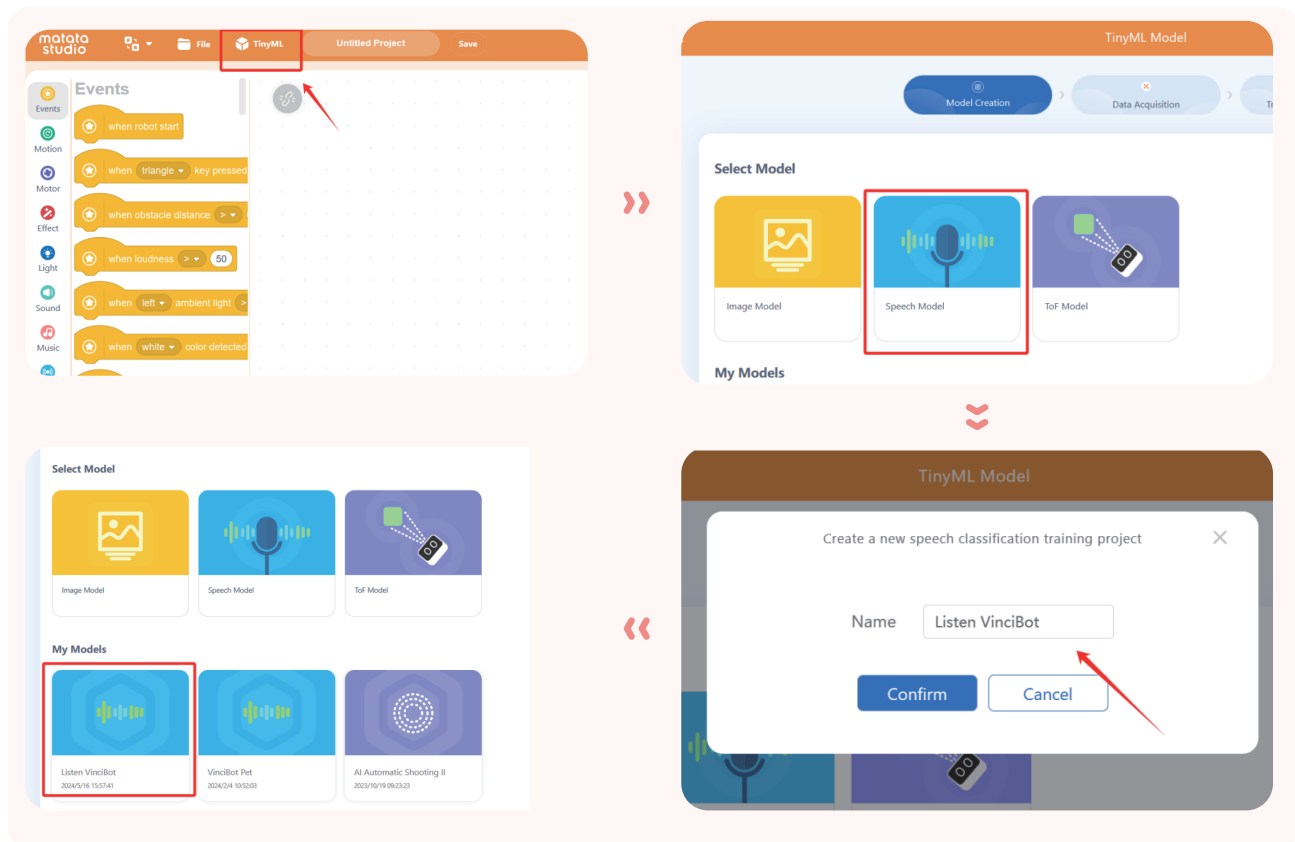 matata
studio
File
TinyML
Untitled Project
Save
Events
Events
when robot start
Motion
when triangle key pressed
Motor
when obstacle distance >
Effect
when loudness > 50
Light
when left ambient light >
Sound
when white color detected
Music
TinyML Model
Model Creation
Data Acquisition
Select Model
Image Model
Speech Model
ToF Model
My Models
TinyML Model
Create a new speech classification training project
Name
Listen VinciBot
Confirm
Cancel
Select Model
Image Model
Speech Model
ToF Model
My Models
Listen VinciBot
2024/5/16 15:57:41
VinciBot Pet
2024/2/4 10:52:03
AI Automatic Shooting II
2023/10/19 09:23:23